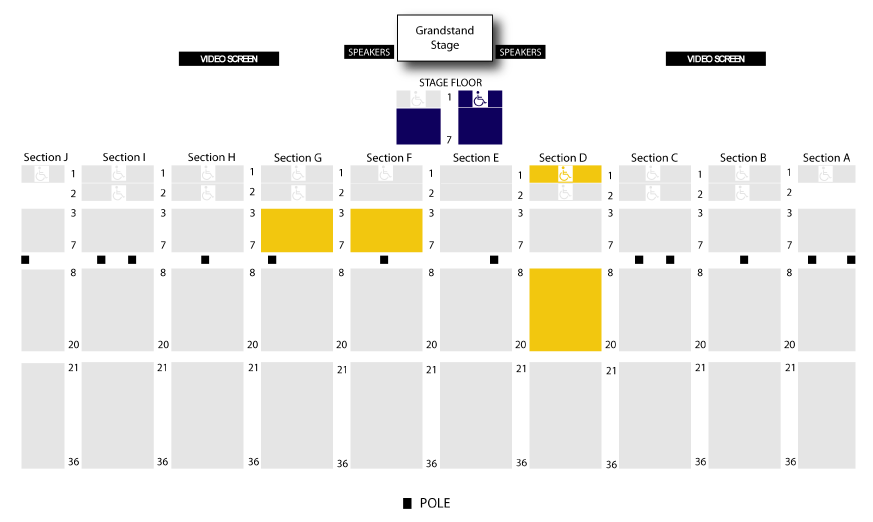 Grandstand
Stage
SPEAKERS SPEAKERS
VIDEO SCREEN VIDEO SCREEN
STAGE FLOOR
1
7
Section J Section I Section H Section G Section F Section E Section D Section C Section B Section A
1 1 1 1 1 1 1 1 1
2 2 2 2 2 2 2 2 2
3 3 3 3 3 3 3 3 3
7 7 7 7 7 7 7 7 7
8 8 8 8 8 8 8 8 8
20 20 20 20 20 20 20 20 20
21 21 21 21 21 21 21 21 21
36 36 36 36 36 36 36 36 36
POLE